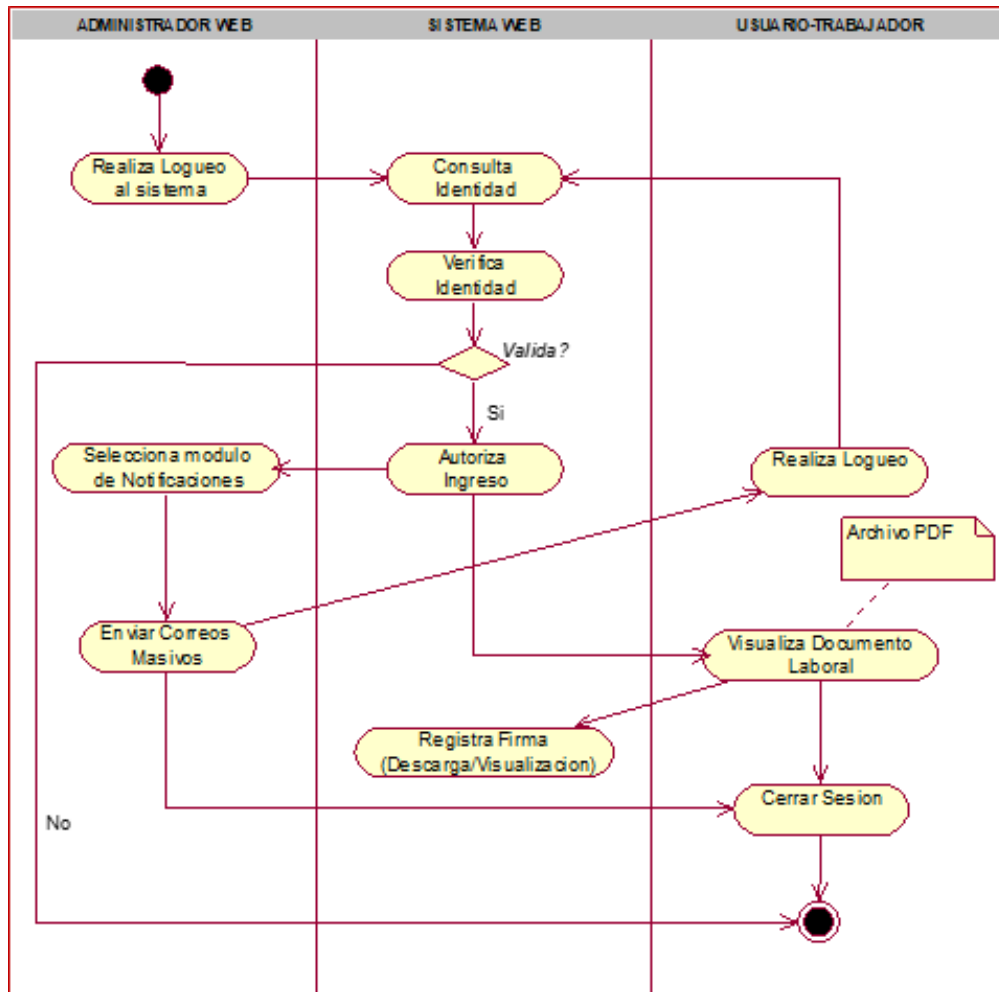 ADMINISTRADOR WEB
SISTEMA WEB
USUARIO-TRABAJADOR
Realiza Logueo
al sistema
Consulta
Identidad
Verifica
Identidad
Valida?
Si
Selecciona modulo
de Notificaciones
Autoriza
Ingreso
Realiza Logueo
Archivo PDF
Enviar Correos
Masivos
Visualiza Documento
Laboral
Registra Firma
(Descarga/Visualizacion)
Cerrar Sesion
No